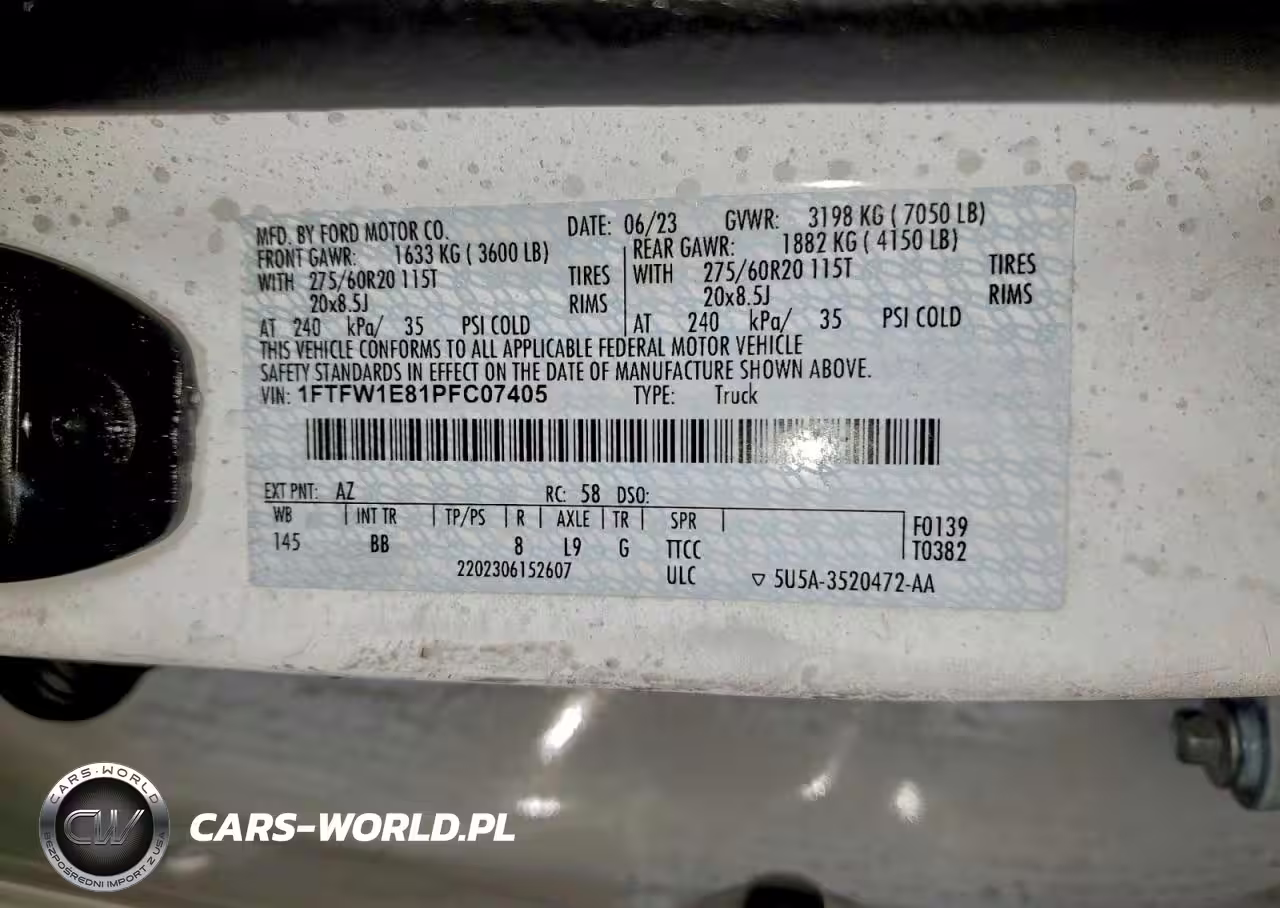 MFD. BY FORD MOTOR CO. DATE: 06/23 GVWR: 3198 KG ( 7050 LB)
FRONT GAWR: 1633 KG ( 3600 LB) REAR GAWR: 1882 KG ( 4150 LB)
WITH 275/60R20 115T TIRES WITH 275/60R20 115T TIRES
20x8.5J RIMS 20x8.5J RIMS
AT 240 kPa/ 35 PSI COLD AT 240 kPa/ 35 PSI COLD
THIS VEHICLE CONFORMS TO ALL APPLICABLE FEDERAL MOTOR VEHICLE
SAFETY STANDARDS IN EFFECT ON THE DATE OF MANUFACTURE SHOWN ABOVE.
VIN: 1FTFW1E81PFC07405 TYPE: Truck
EXT PNT: AZ RC: 58 DSO:
WB INT TR TP/PS R AXLE TR SPR F0139
145 BB 8 L9 G TTCC T0382
2202306152607 ULC ▽ 5U5A-3520472-AA
CARS-WORLD
CW
BEZPOŚREDNI IMPORT Z USA
CARS-WORLD.PL